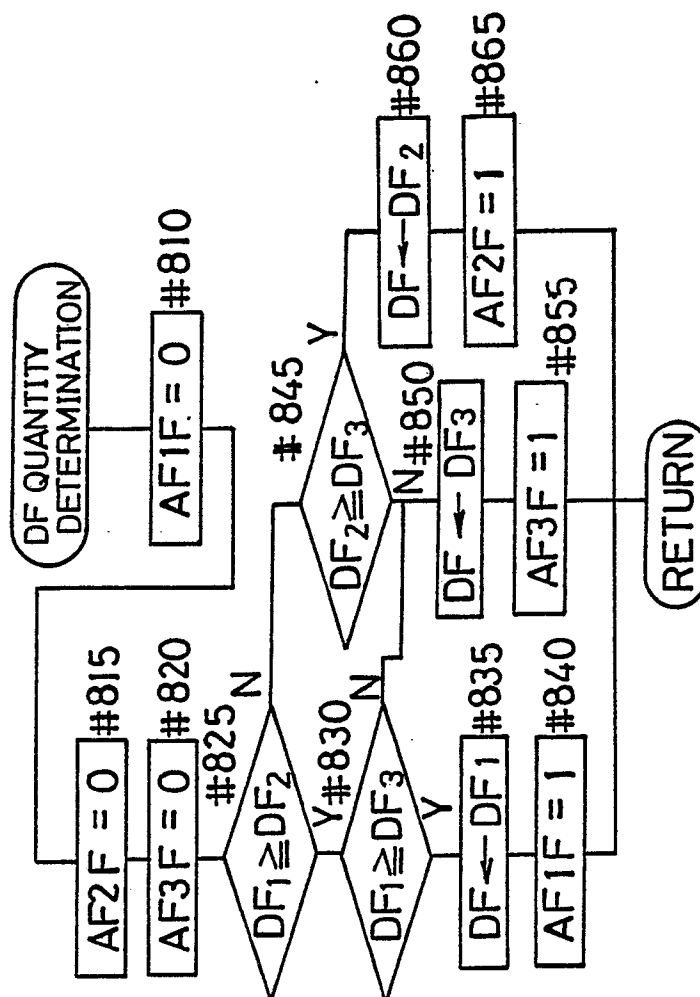 DF QUANTITY
DETERMINATION
AF1F = 0 #810
AF2F = 0 #815
AF3F = 0 #820
#825
DF1≧DF2
N
Y
#830
DF1≧DF3
N
Y
DF←DF1 #835
AF1F = 1 #840
#845
DF2≧DF3
Y
N
#850
DF←DF3
AF3F = 1
#855
DF←DF2 #860
AF2F = 1 #865
RETURN